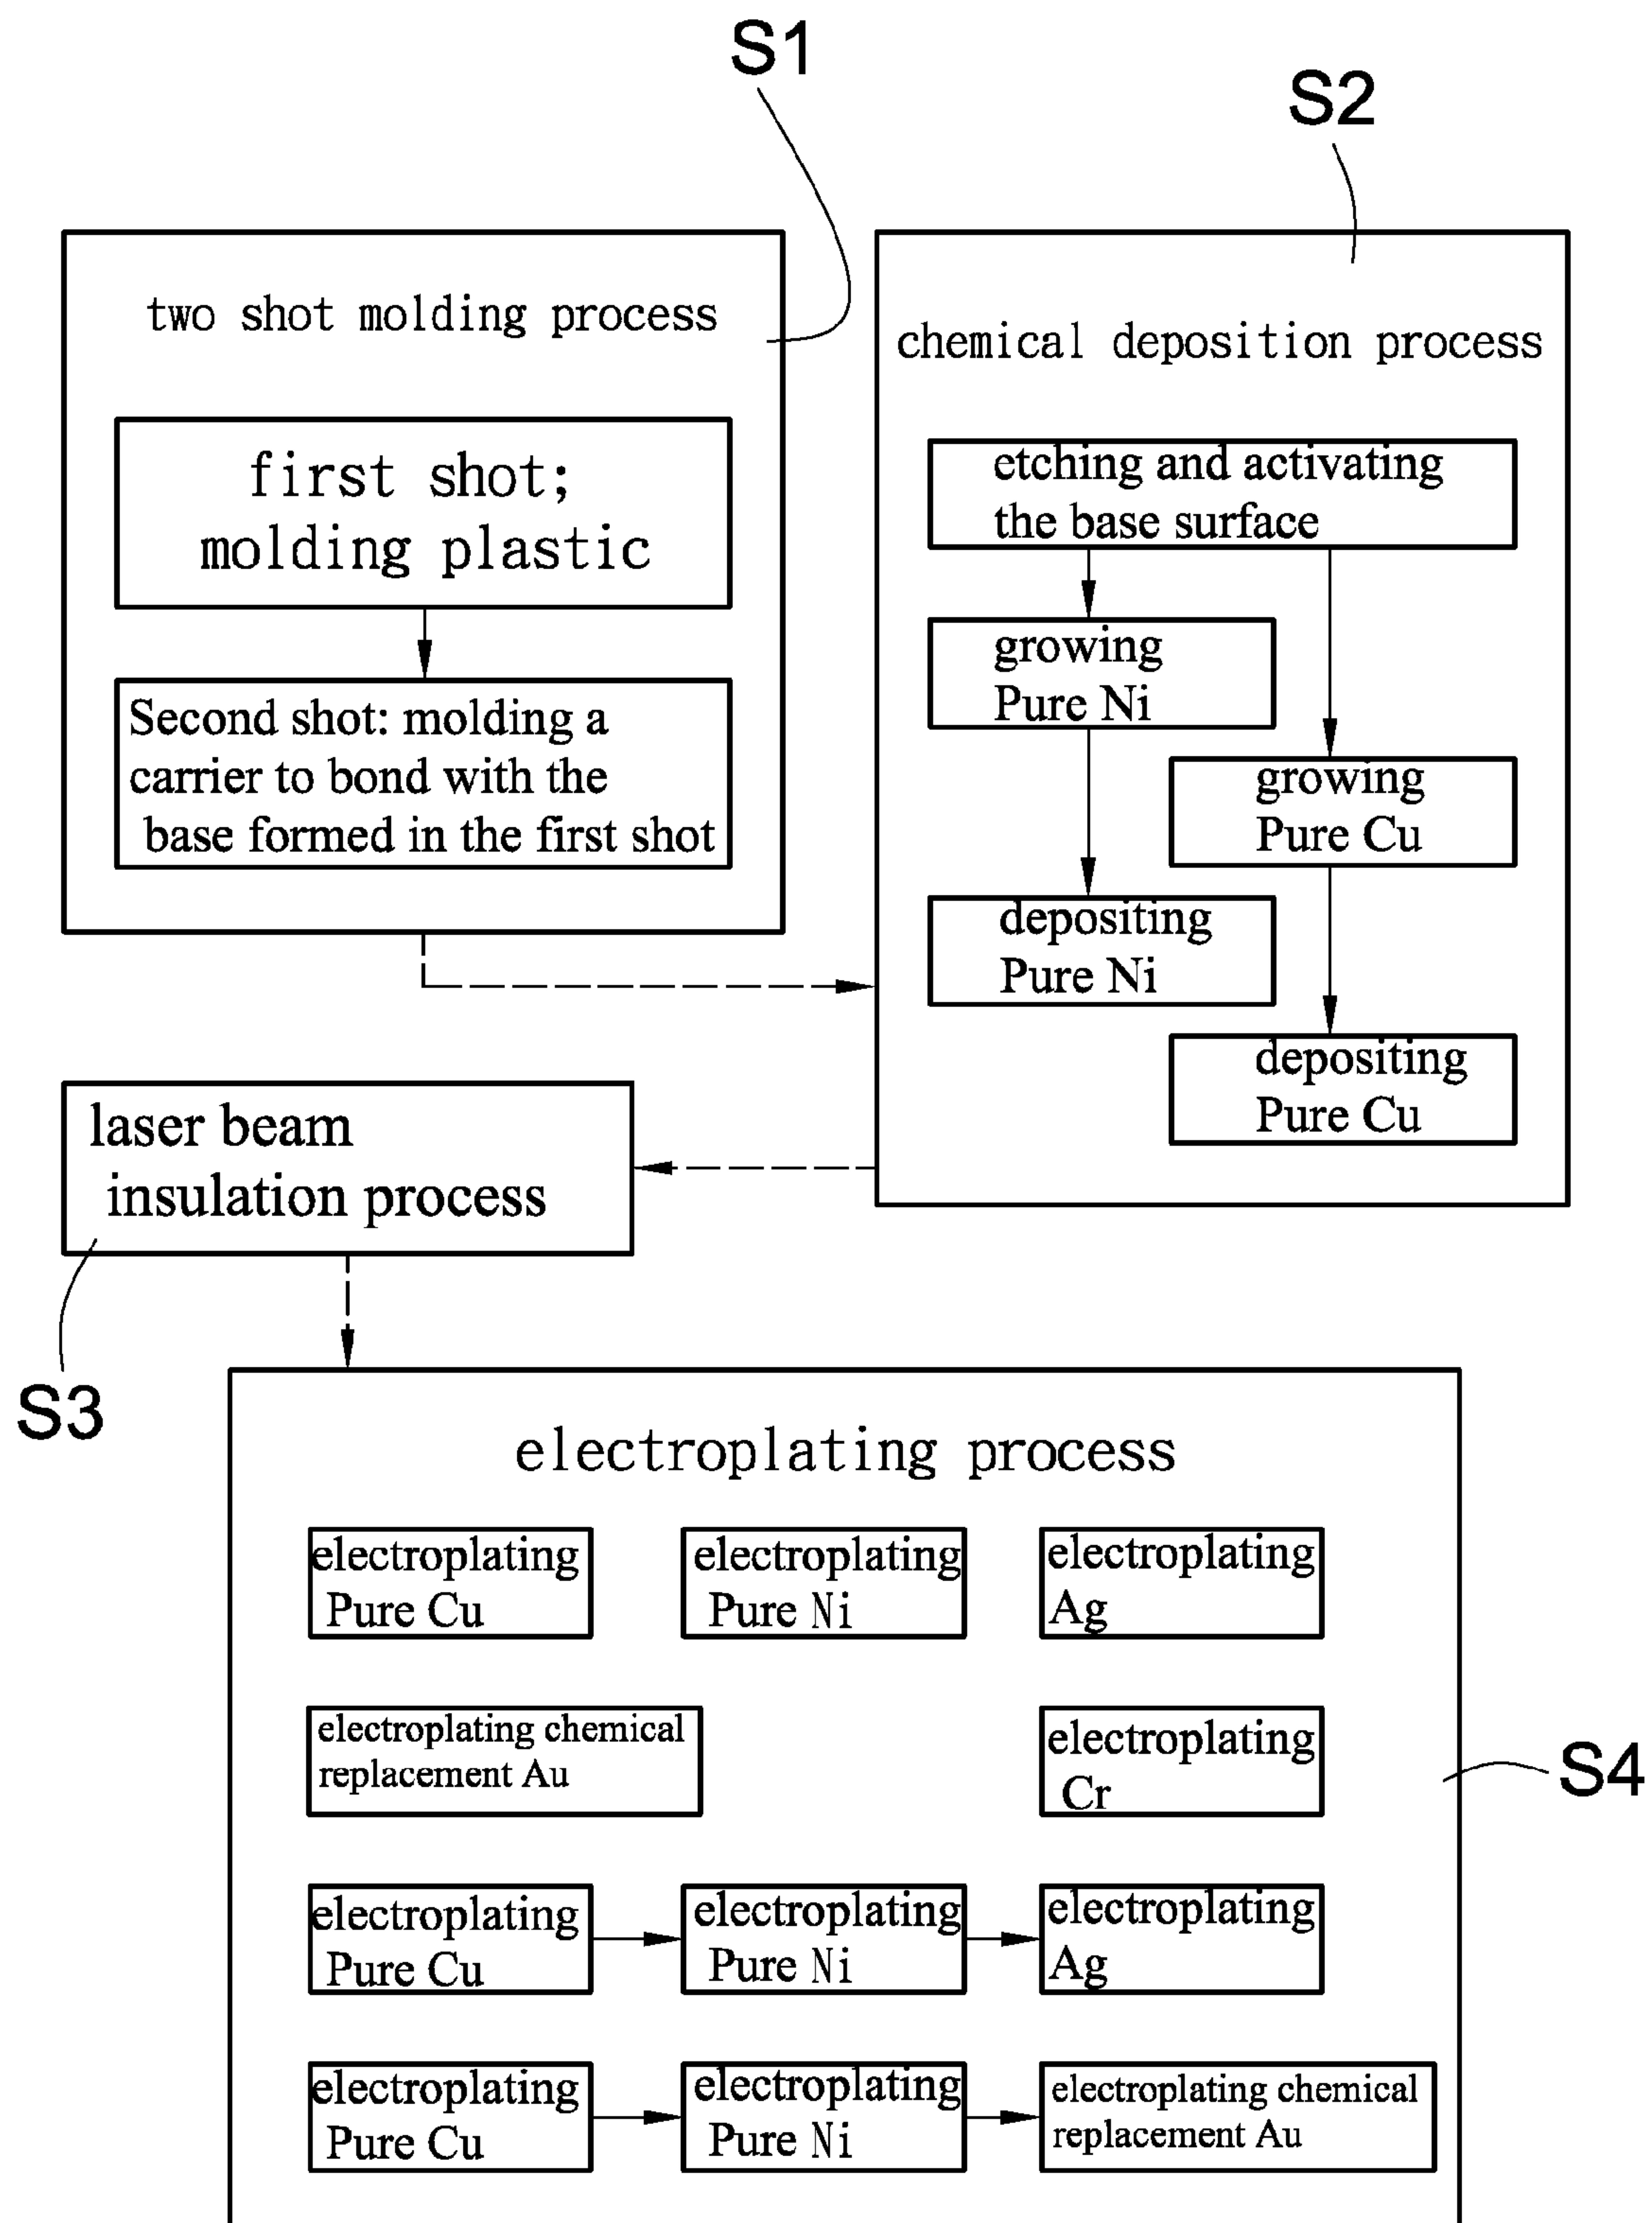 S1
S2
two shot molding process
first shot;
molding plastic
Second shot: molding a
carrier to bond with the
base formed in the first shot
chemical deposition process
etching and activating
the base surface
growing
Pure Ni
growing
Pure Cu
depositing
Pure Ni
depositing
Pure Cu
laser beam
insulation process
S3
electroplating process
electroplating
Pure Cu
electroplating
Pure Ni
electroplating
Ag
electroplating chemical
replacement Au
electroplating
Cr
S4
electroplating
Pure Cu
electroplating
Pure Ni
electroplating
Ag
electroplating
Pure Cu
electroplating
Pure Ni
electroplating chemical
replacement Au